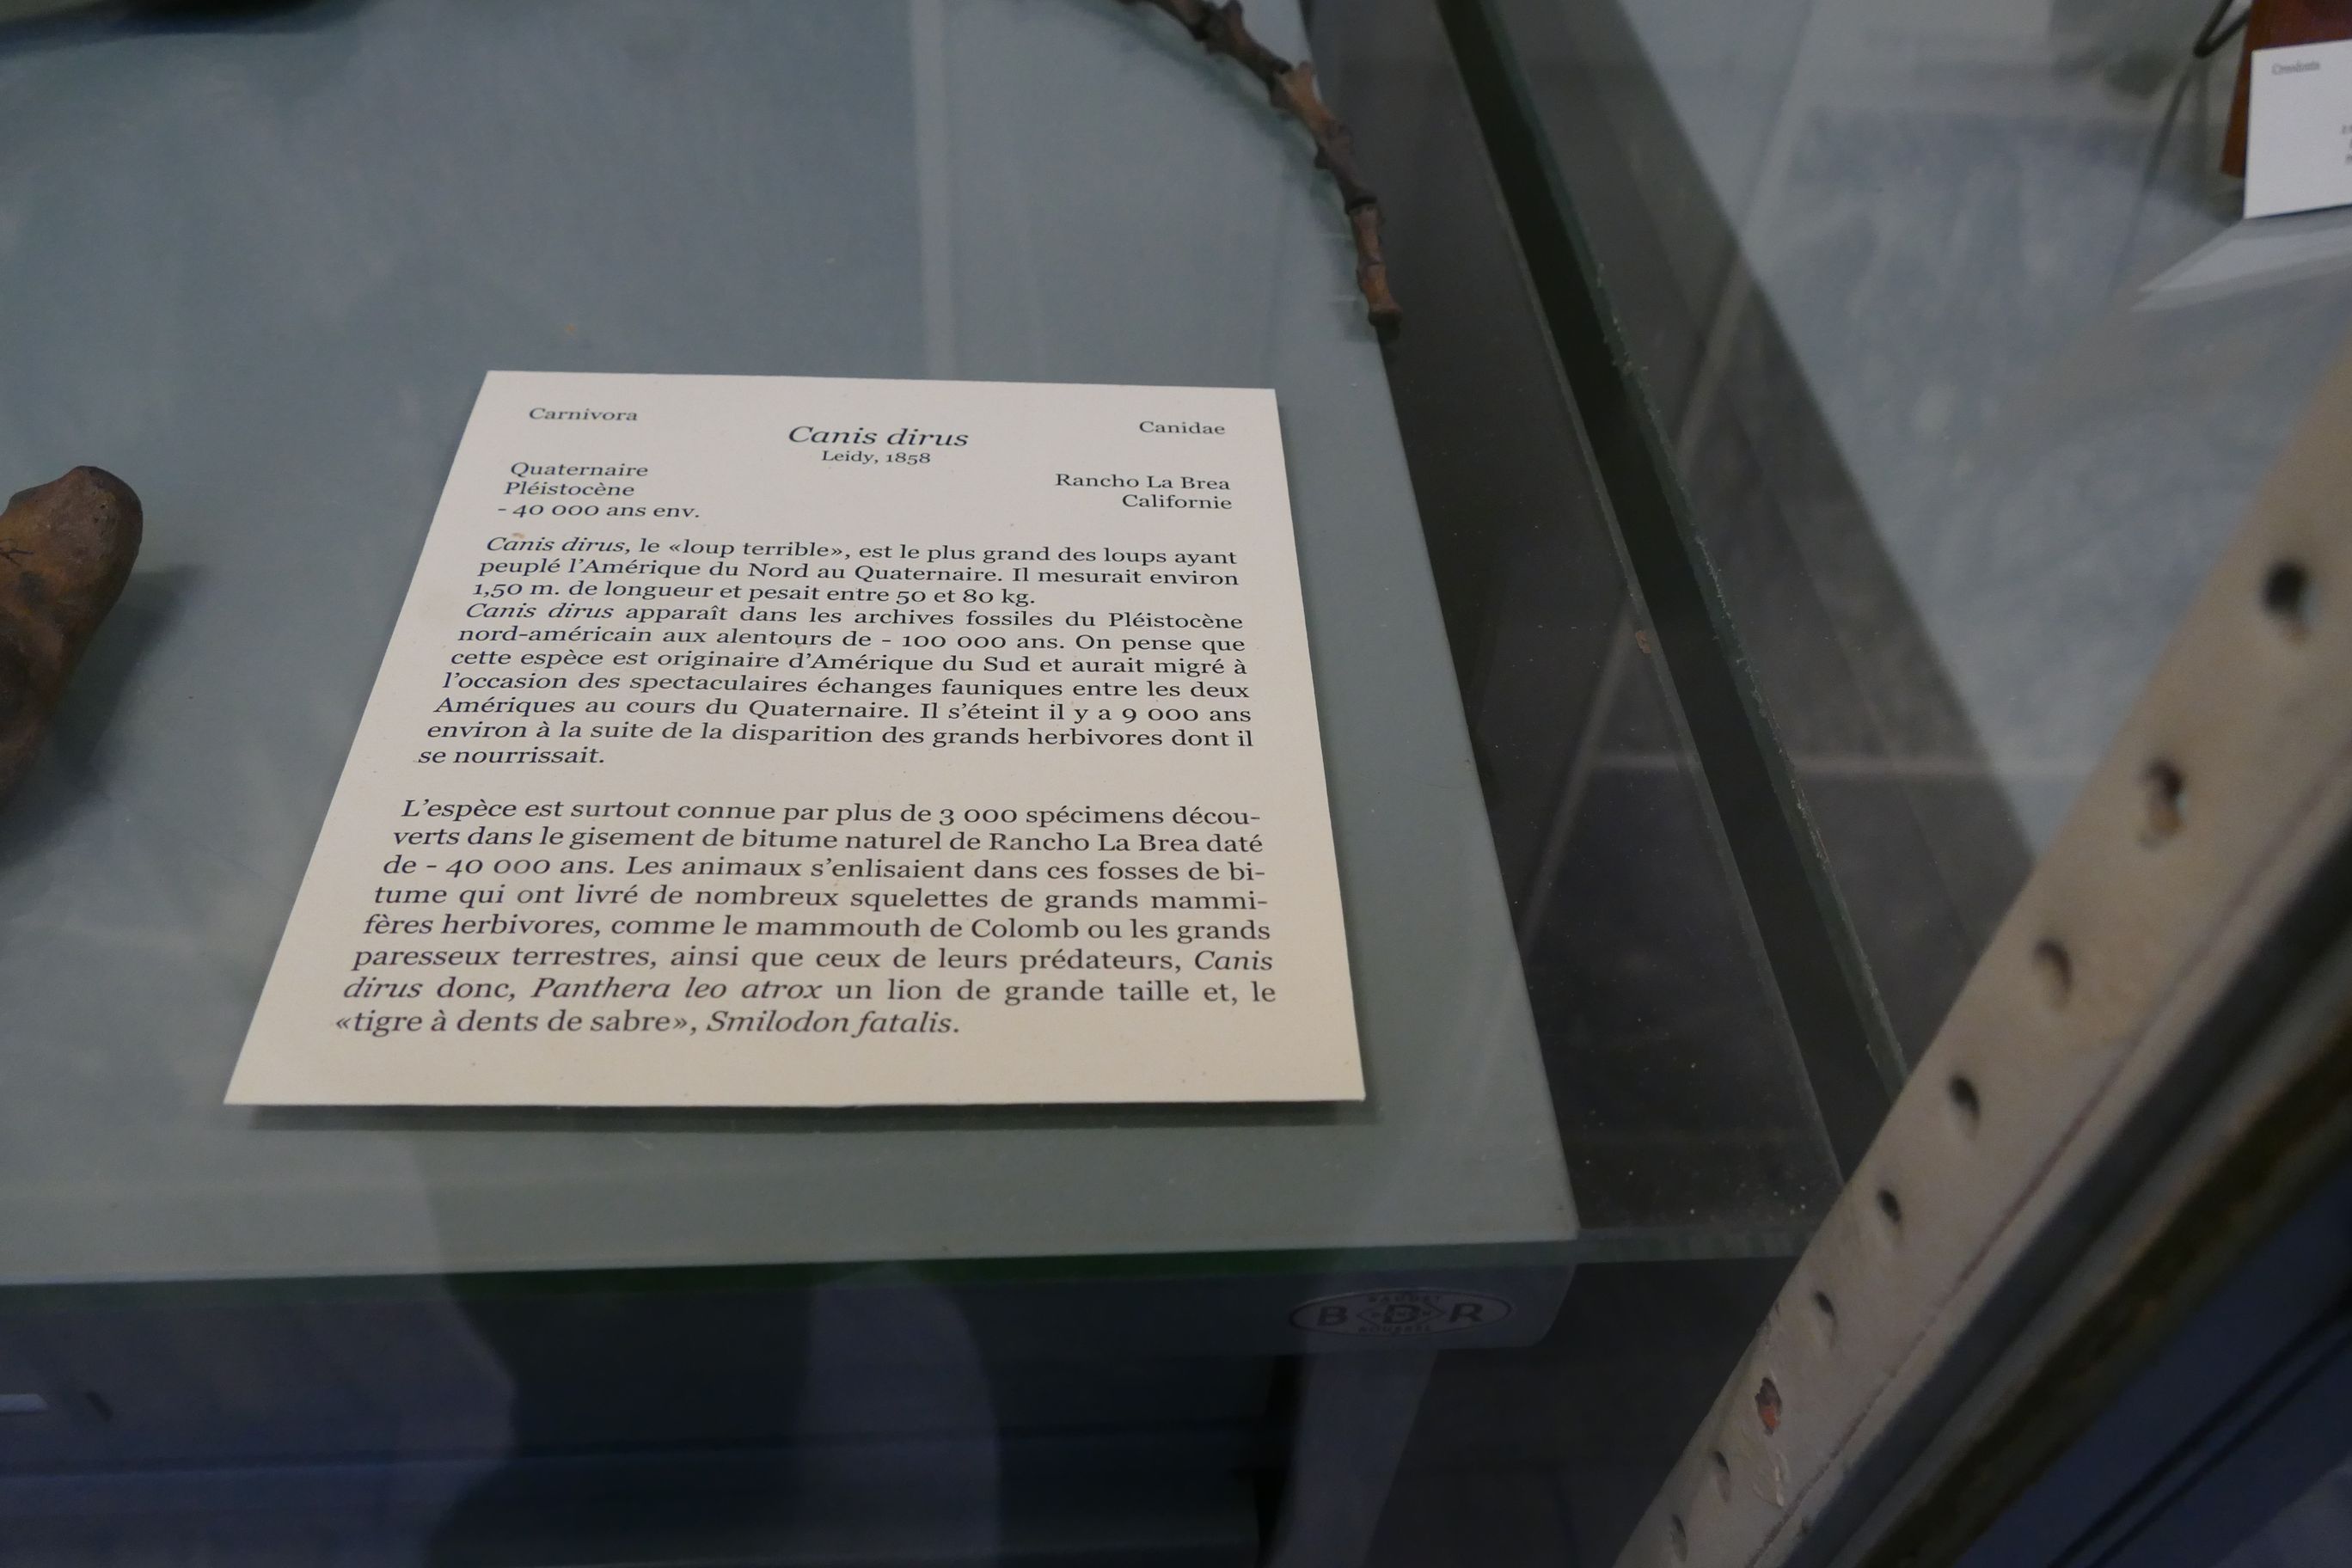 Carnivora
Canidae
Canis dirus
Leidy, 1858
Quaternaire
Pléistocène
- 40 000 ans env.
Rancho La Brea
Californie
Canis dirus, le «loup terrible», est le plus grand des loups ayant
peuplé l'Amérique du Nord au Quaternaire. Il mesurait environ
1,50 m. de longueur et pesait entre 50 et 80 kg.
Canis dirus apparaît dans les archives fossiles du Pléistocène
nord-américain aux alentours de - 100 000 ans. On pense que
cette espèce est originaire d'Amérique du Sud et aurait migré à
l'occasion des spectaculaires échanges fauniques entre les deux
Amériques au cours du Quaternaire. Il s'éteint il y a 9 000 ans
environ à la suite de la disparition des grands herbivores dont il
se nourrissait.
L'espèce est surtout connue par plus de 3 000 spécimens décou-
verts dans le gisement de bitume naturel de Rancho La Brea daté
de - 40 000 ans. Les animaux s'enlisaient dans ces fosses de bi-
tume qui ont livré de nombreux squelettes de grands mammi-
fères herbivores, comme le mammouth de Colomb ou les grands
paresseux terrestres, ainsi que ceux de leurs prédateurs, Canis
dirus donc, Panthera leo atrox un lion de grande taille et, le
«tigre à dents de sabre», Smilodon fatalis.
B D R